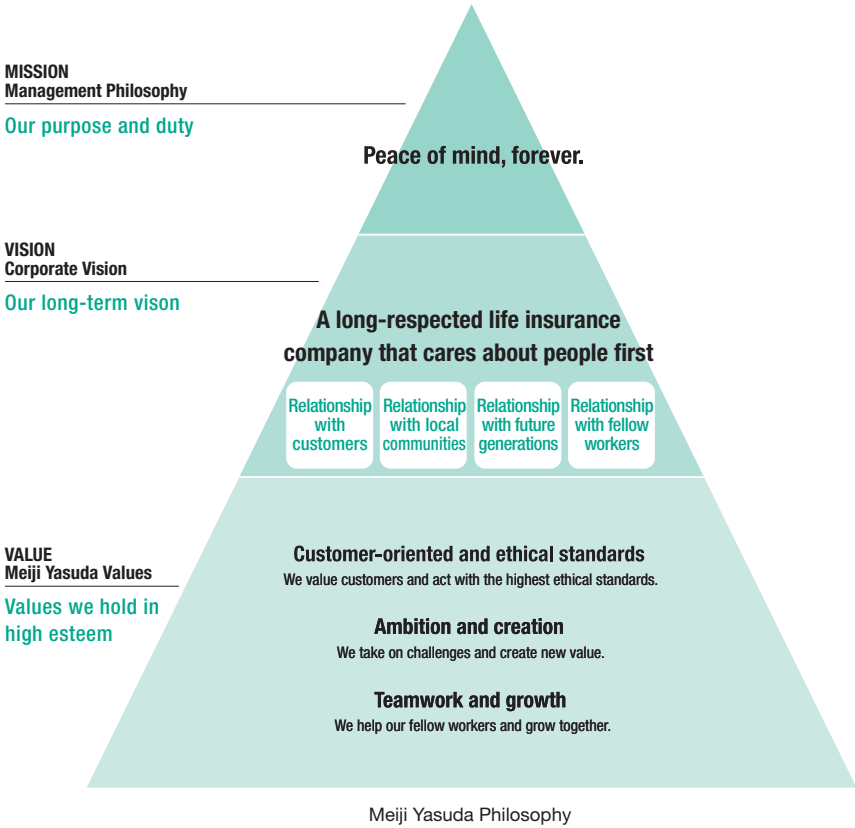 MISSION
Management Philosophy
Our purpose and duty
Peace of mind, forever.
VISION
Corporate Vision
Our long-term vison
A long-respected life insurance
company that cares about people first
Relationship
with
customers
Relationship
with local
communities
Relationship
with future
generations
Relationship
with fellow
workers
VALUE
Meiji Yasuda Values
Values we hold in
high esteem
Customer-oriented and ethical standards
We value customers and act with the highest ethical standards.
Ambition and creation
We take on challenges and create new value.
Teamwork and growth
We help our fellow workers and grow together.
Meiji Yasuda Philosophy